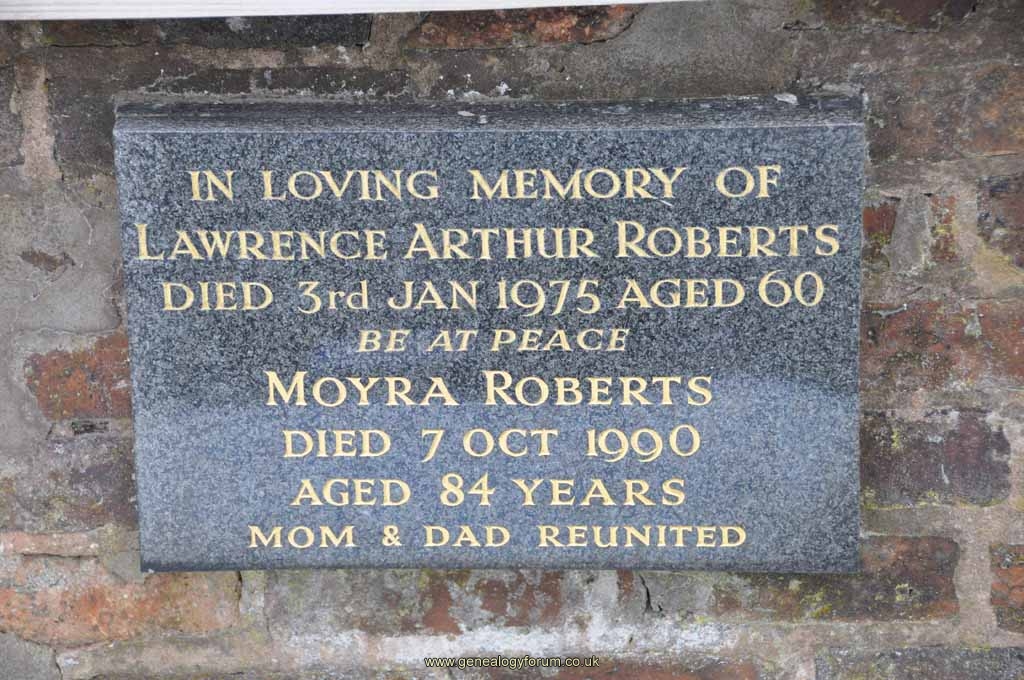 IN LOVING MEMORY OF
LAWRENCE ARTHUR ROBERTS
DIED 3rd JAN 1975 AGED 60
BE AT PEACE
MOYRA ROBERTS
DIED 7 OCT 1990
AGED 84 YEARS
MOM & DAD REUNITED
www.genealogyforum.co.uk